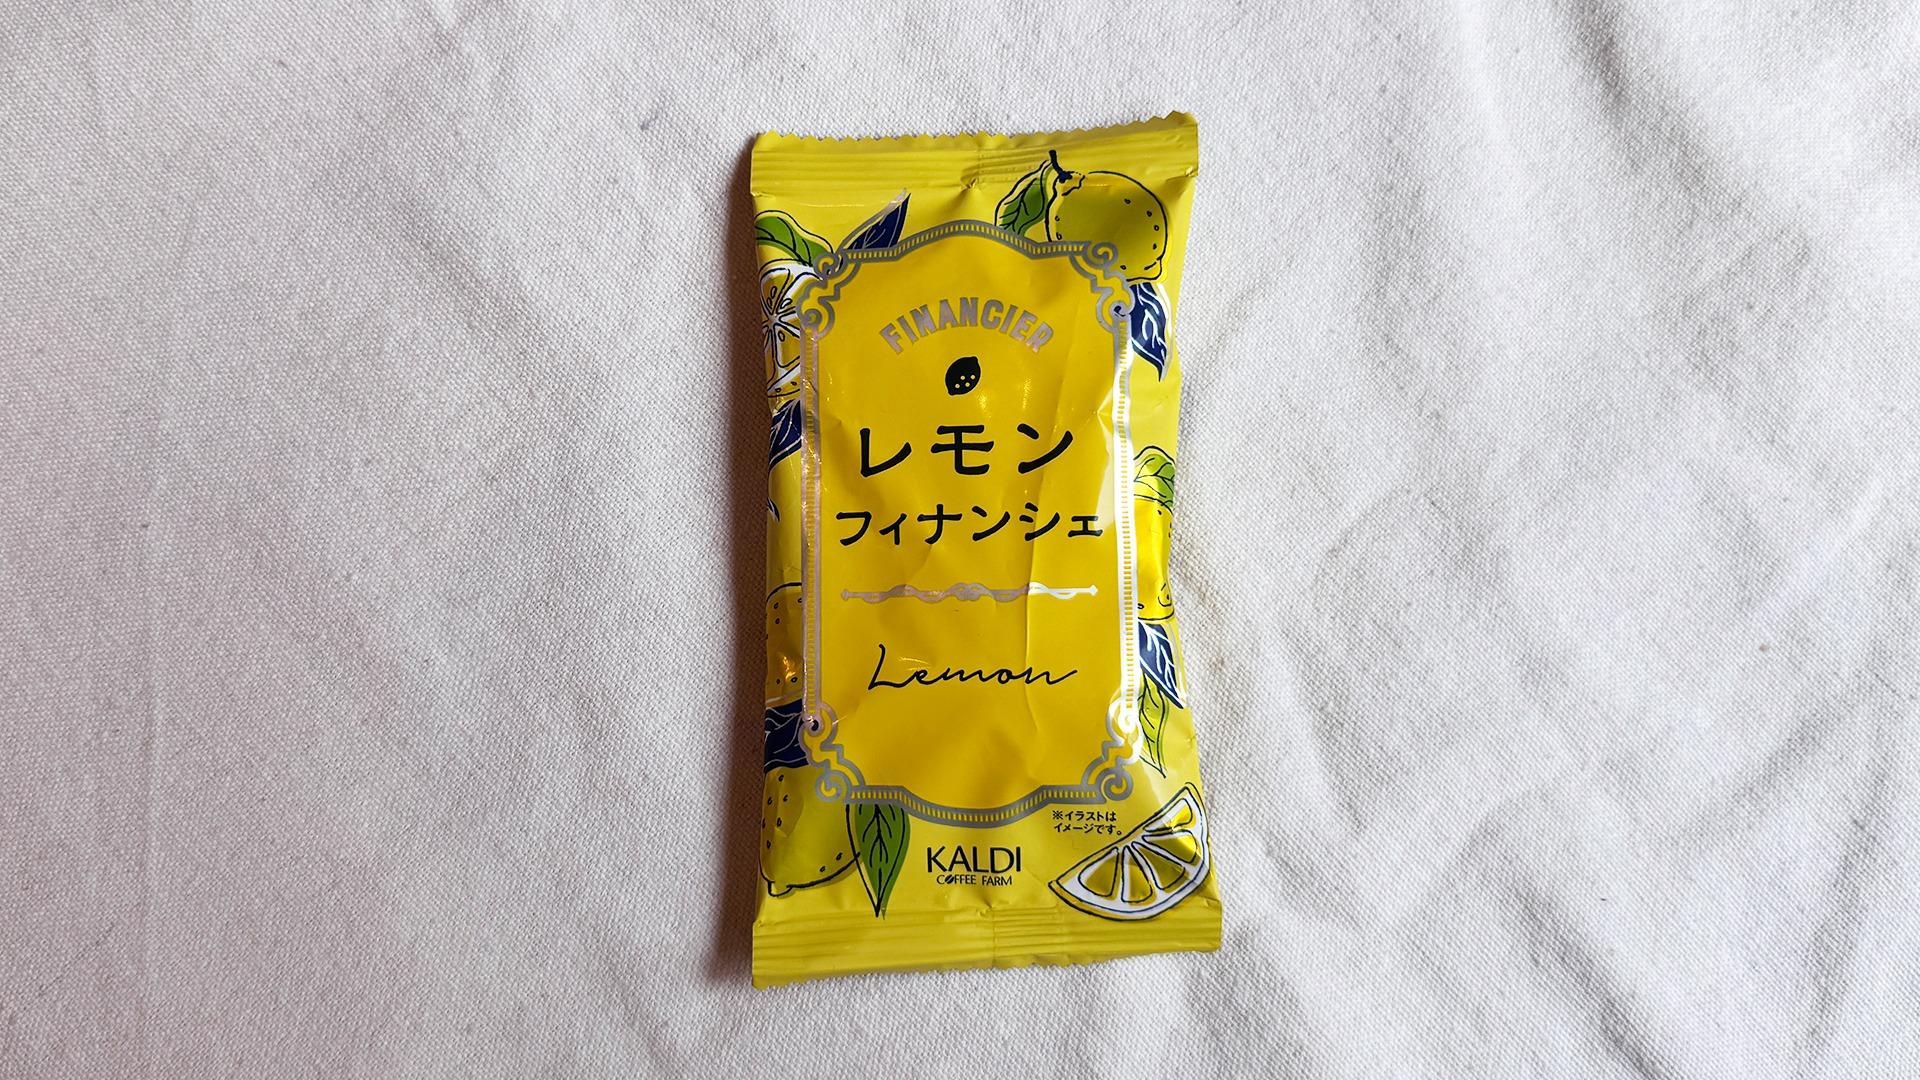 FINANCIER
レモン
フィナンシェ
Lemon
※イラストは
イメージです。
KALDI
COFFEE FARM